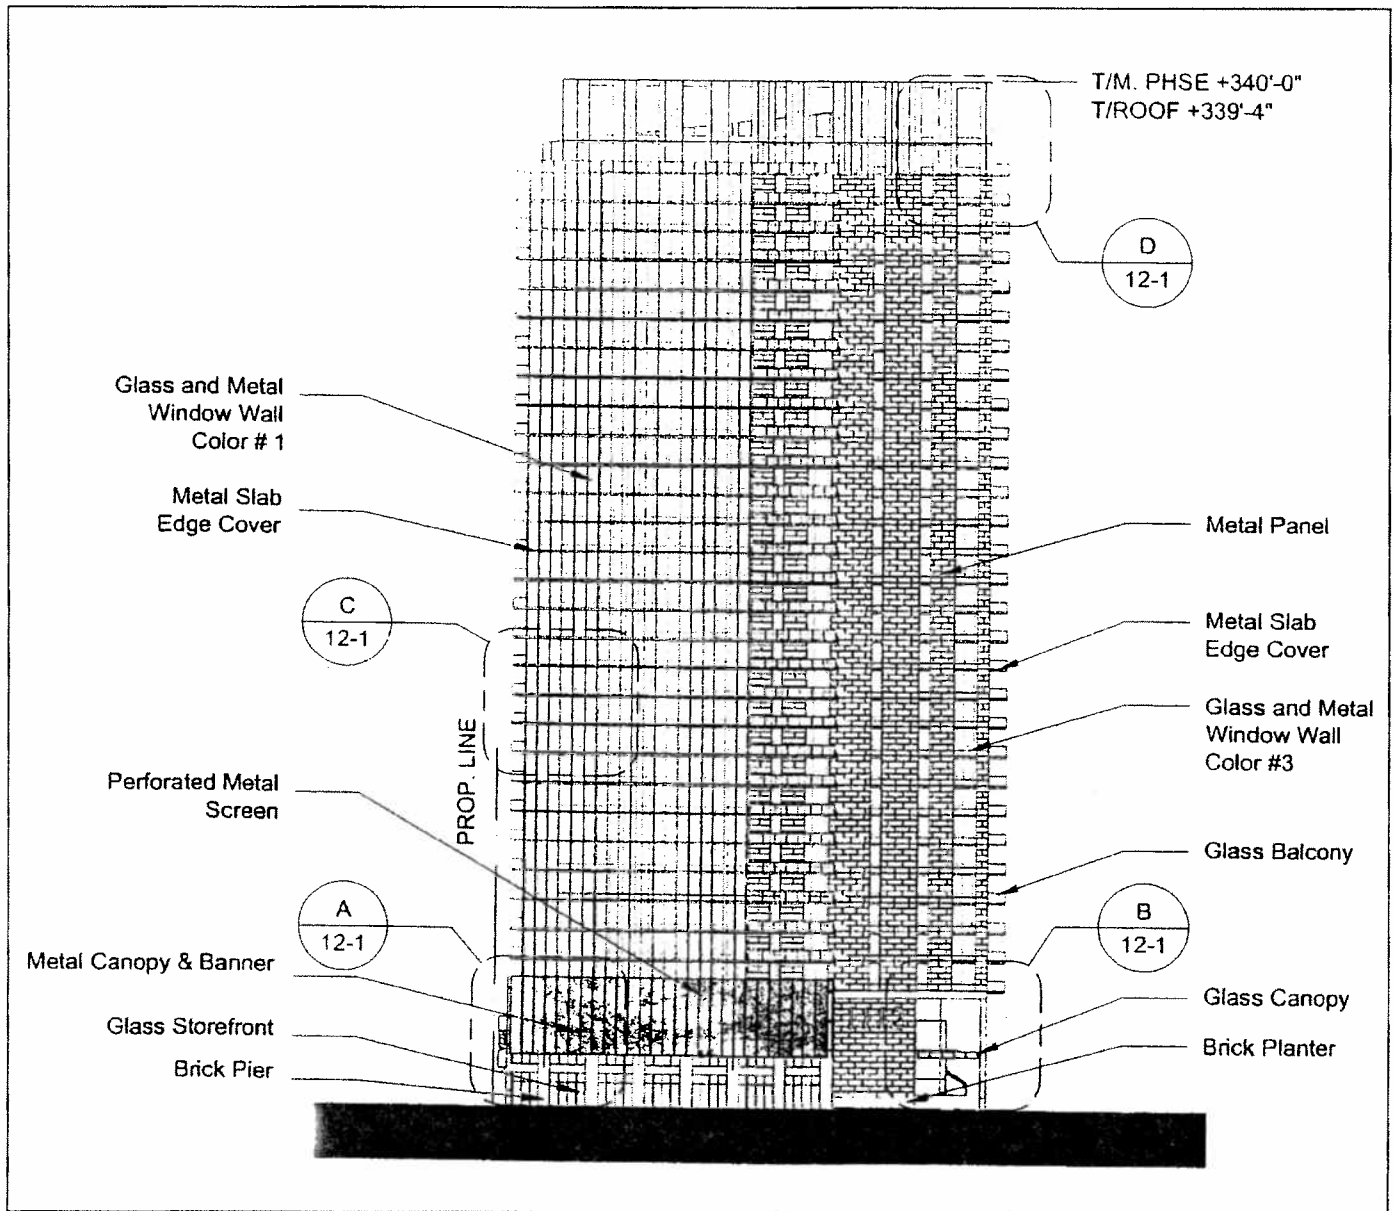 T/M. PHSE +340'-0"
T/ROOF +339'-4"
D
12-1
Glass and Metal
Window Wall
Color # 1
Metal Slab
Edge Cover
C
12-1
PROP. LINE
Perforated Metal
Screen
A
12-1
Metal Canopy & Banner
Glass Storefront
Brick Pier
Metal Panel
Metal Slab
Edge Cover
Glass and Metal
Window Wall
Color #3
Glass Balcony
B
12-1
Glass Canopy
Brick Planter